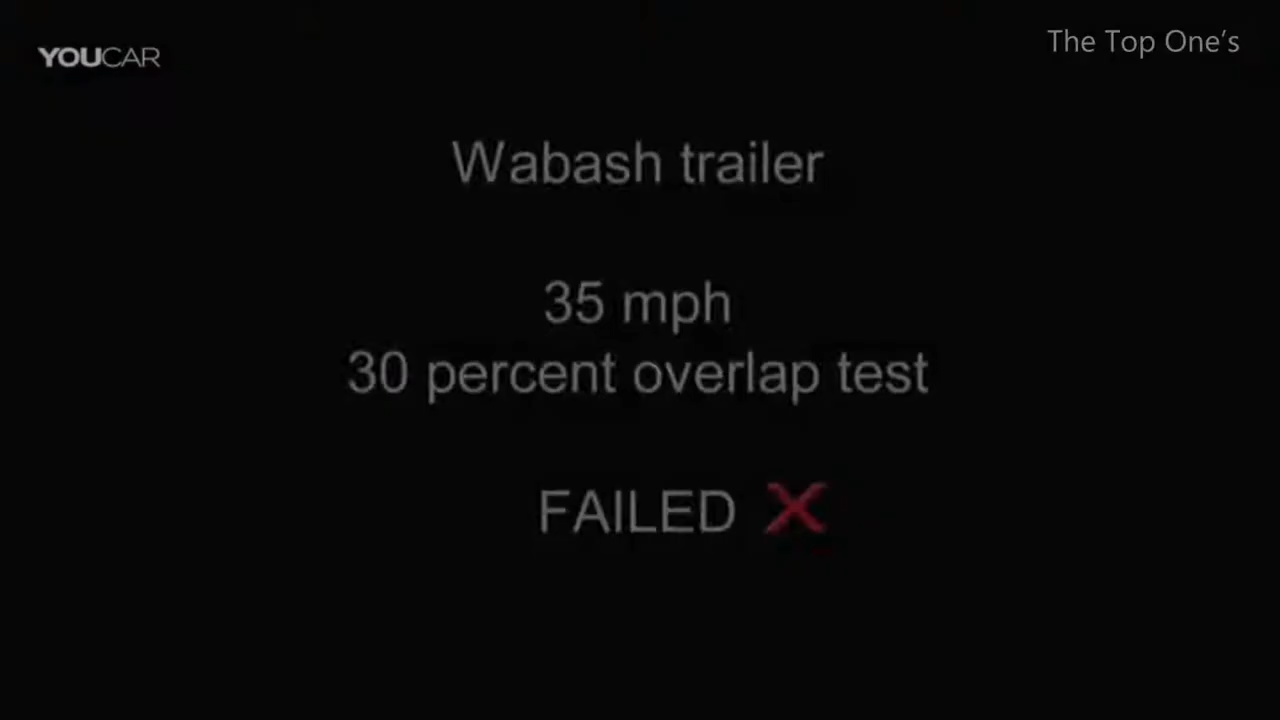 YOUCAR
The Top One's
Wabash trailer
35 mph
30 percent overlap test
FAILED